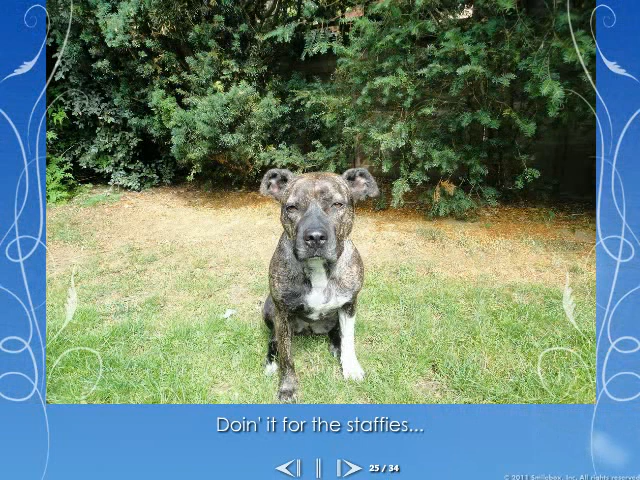 Doin' it for the staffies...
25 / 34
© 2011 Smilebox, Inc. All rights reserved